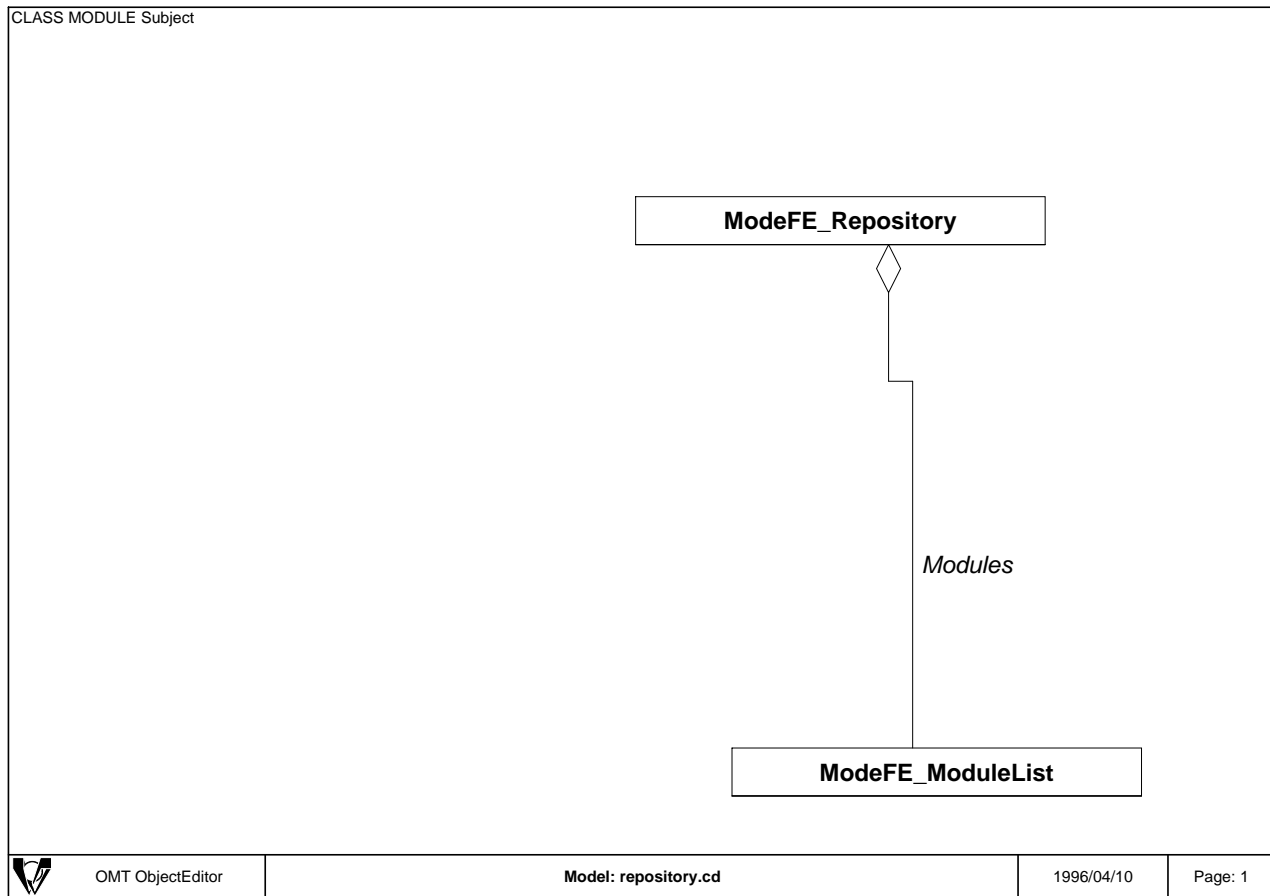 CLASS MODULE Subject
ModeFE_Repository
Modules
ModeFE_ModuleList
OMT ObjectEditor
Model: repository.cd
1996/04/10
Page: 1